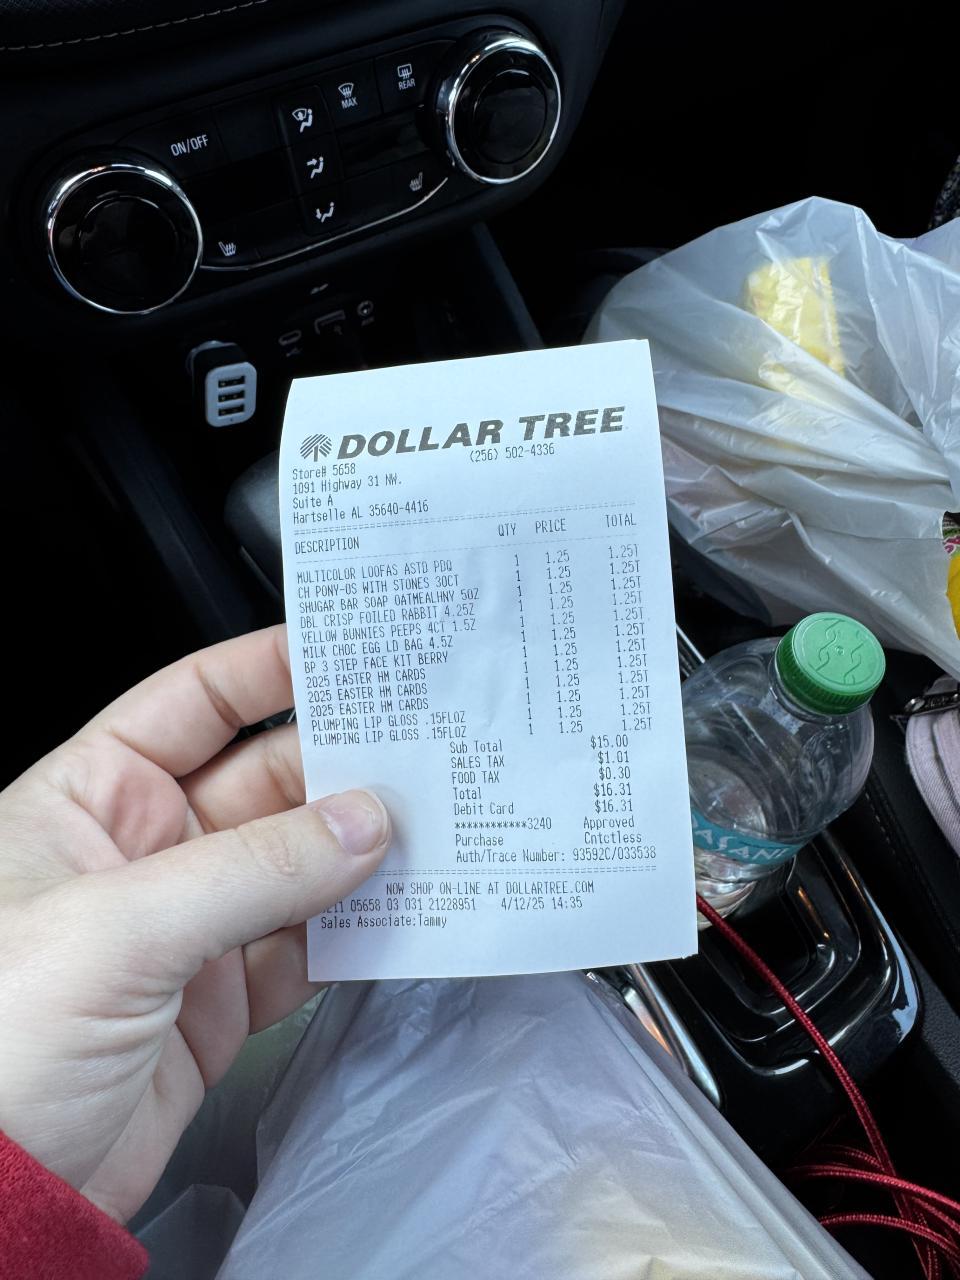 ON/OFF
MAX
REAR
DOLLAR TREE
Store# 5658 (256) 502-4336
1091 Highway 31 NW.
Suite A
Hartselle AL 35640-4416
DESCRIPTION QTY PRICE TOTAL
MULTICOLOR LOOFAS ASTD PDQ 1 1.25 1.25T
CH PONY-OS WITH STONES 30CT 1 1.25 1.25T
SHUGAR BAR SOAP OATMEALHNY 5OZ 1 1.25 1.25T
DBL CRISP FOILED RABBIT 4.25Z 1 1.25 1.25T
YELLOW BUNNIES PEEPS 4CT 1.5Z 1 1.25 1.25T
MILK CHOC EGG LD BAG 4.5Z 1 1.25 1.25T
BP 3 STEP FACE KIT BERRY 1 1.25 1.25T
2025 EASTER HM CARDS 1 1.25 1.25T
2025 EASTER HM CARDS 1 1.25 1.25T
2025 EASTER HM CARDS 1 1.25 1.25T
PLUMPING LIP GLOSS .15FLOZ 1 1.25 1.25T
PLUMPING LIP GLOSS .15FLOZ 1 1.25 1.25T
Sub Total $15.00
SALES TAX $1.01
FOOD TAX $0.30
Total $16.31
Debit Card $16.31
************3240 Approved
Purchase Cntctless
Auth/Trace Number: 93592C/033538
NOW SHOP ON-LINE AT DOLLARTREE.COM
05658 03 031 21228951 4/12/25 14:35
Sales Associate:Tammy
DASANI